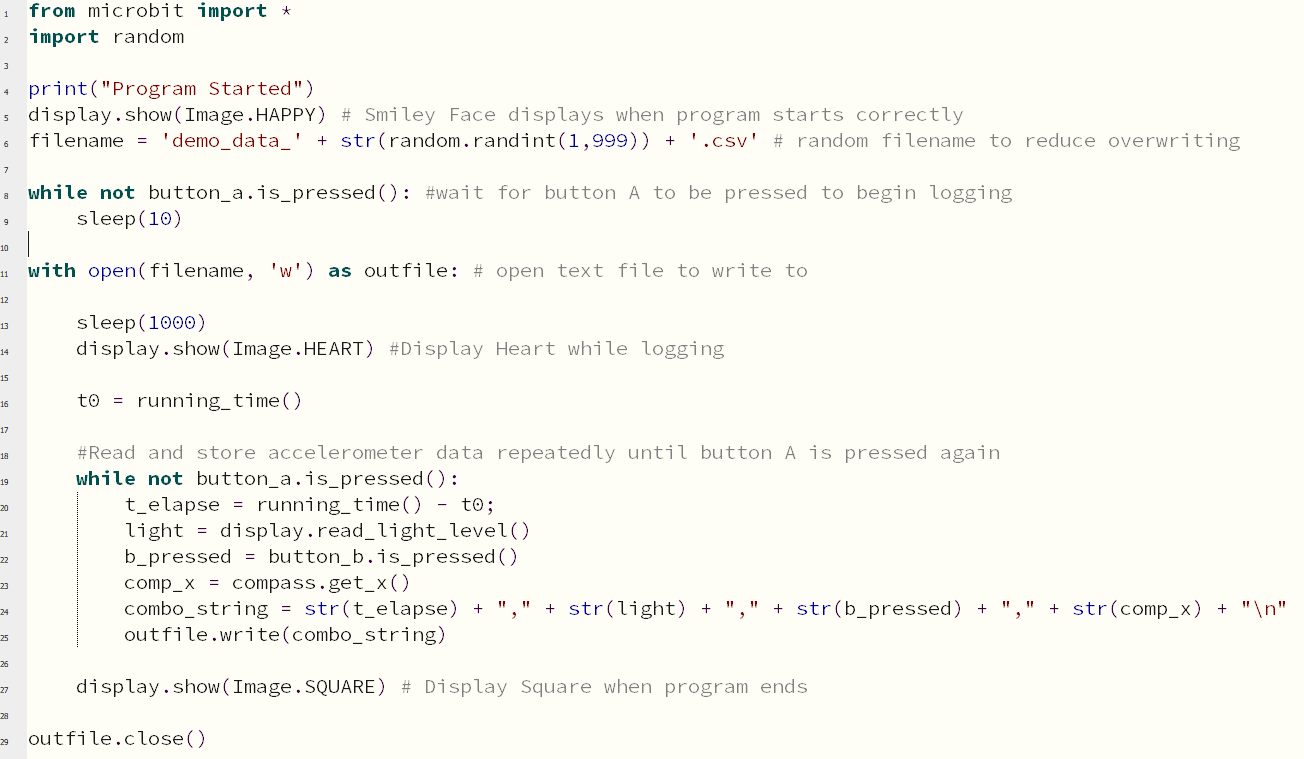 1 from microbit import *
2 import random
3
4 print("Program Started")
5 display.show(Image.HAPPY) # Smiley Face displays when program starts correctly
6 filename = 'demo_data_' + str(random.randint(1,999)) + '.csv' # random filename to reduce overwriting
7
8 while not button_a.is_pressed(): #wait for button A to be pressed to begin logging
9     sleep(10)
10
11 with open(filename, 'w') as outfile: # open text file to write to
12
13     sleep(1000)
14     display.show(Image.HEART) #Display Heart while logging
15
16     t0 = running_time()
17
18     #Read and store accelerometer data repeatedly until button A is pressed again
19     while not button_a.is_pressed():
20         t_elapse = running_time() - t0;
21         light = display.read_light_level()
22         b_pressed = button_b.is_pressed()
23         comp_x = compass.get_x()
24         combo_string = str(t_elapse) + "," + str(light) + "," + str(b_pressed) + "," + str(comp_x) + "\n"
25         outfile.write(combo_string)
26
27     display.show(Image.SQUARE) # Display Square when program ends
28
29 outfile.close()